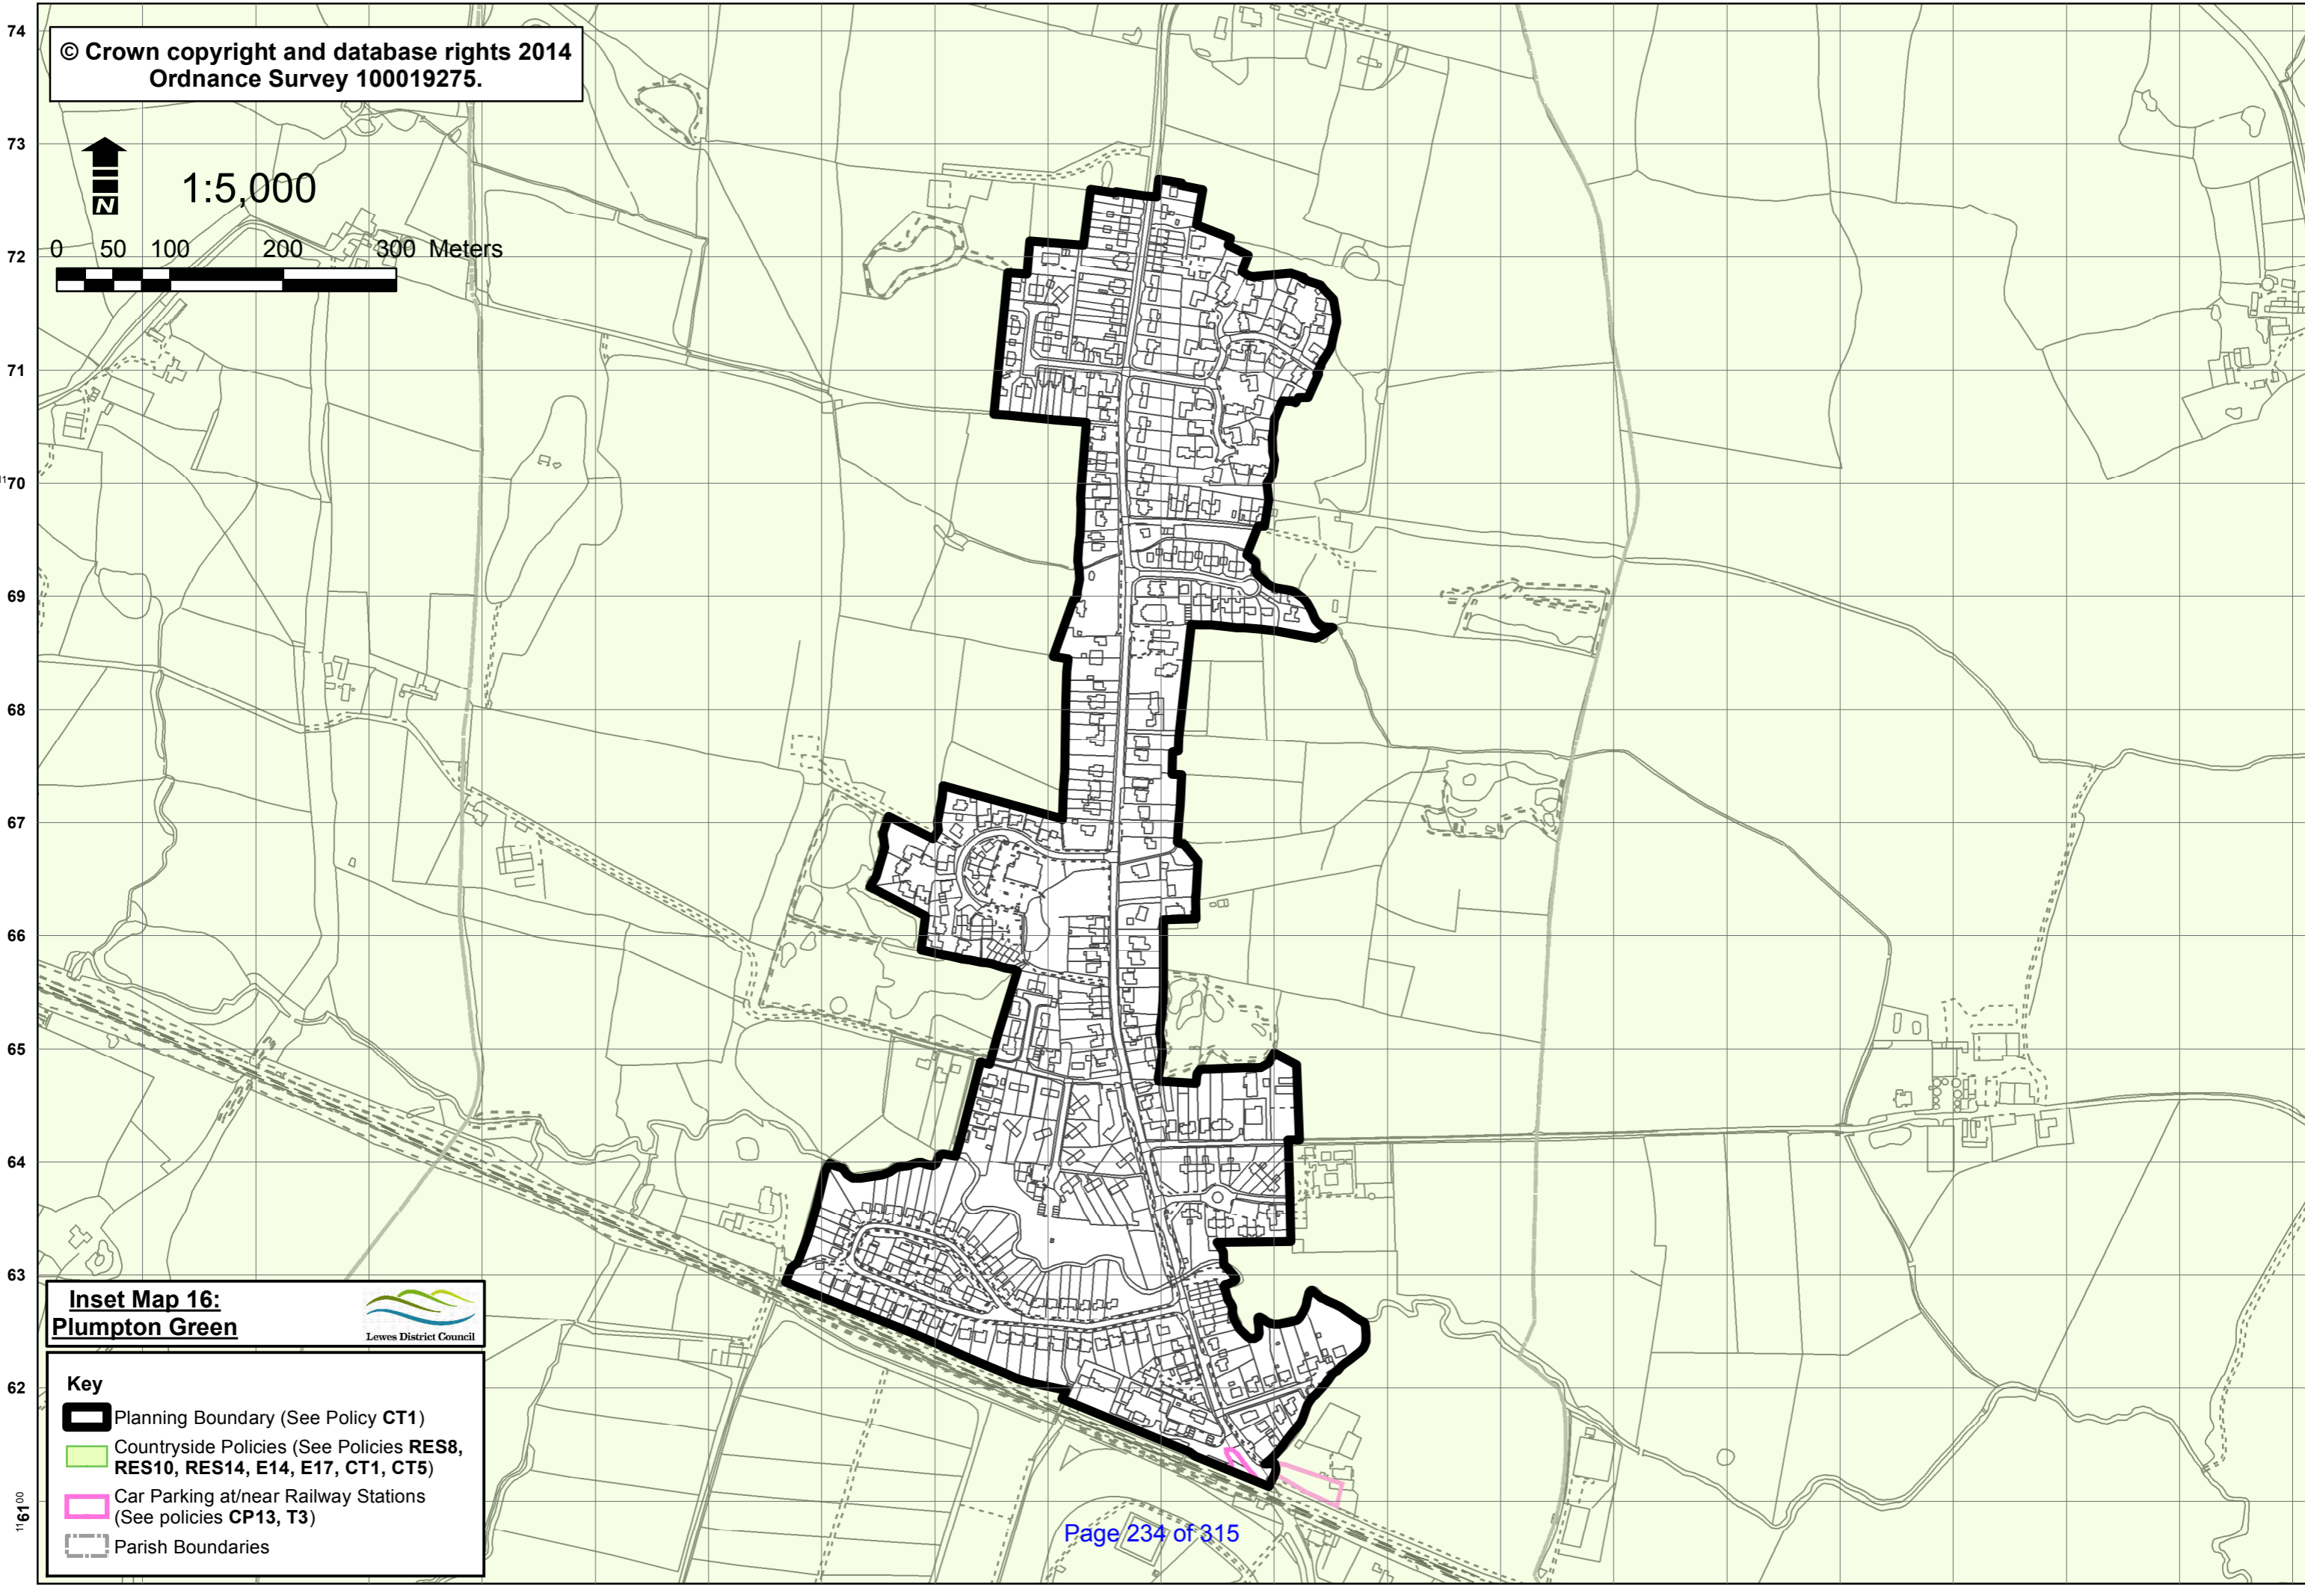 © Crown copyright and database rights 2014
Ordnance Survey 100019275.
N
1:5,000
0 50 100 200 300 Meters
74
73
72
71
1170
69
68
67
66
65
64
63
62
116100
Inset Map 16:
Plumpton Green
Lewes District Council
Key
Planning Boundary (See Policy CT1)
Countryside Policies (See Policies RES8,
RES10, RES14, E14, E17, CT1, CT5)
Car Parking at/near Railway Stations
(See policies CP13, T3)
Parish Boundaries
Page 234 of 315